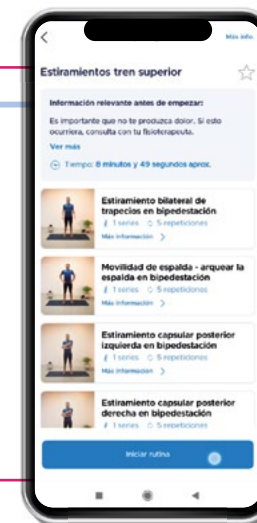 Más info.
Estiramientos tren superior
Información relevante antes de empezar:
Es importante que no te produzca dolor. Si esto
ocurriera, consulta con tu fisioterapeuta.
Ver más
Tiempo: 8 minutos y 49 segundos aprox.
Estiramiento bilateral de
trapecios en bipedestación
1 series 5 repeticiones
Más información
Movilidad de espalda - arquear la
espalda en bipedestación
1 series 5 repeticiones
Más información
Estiramiento capsular posterior
izquierda en bipedestación
1 series 5 repeticiones
Más información
Estiramiento capsular posterior
derecha en bipedestación
1 series 5 repeticiones
Iniciar rutina